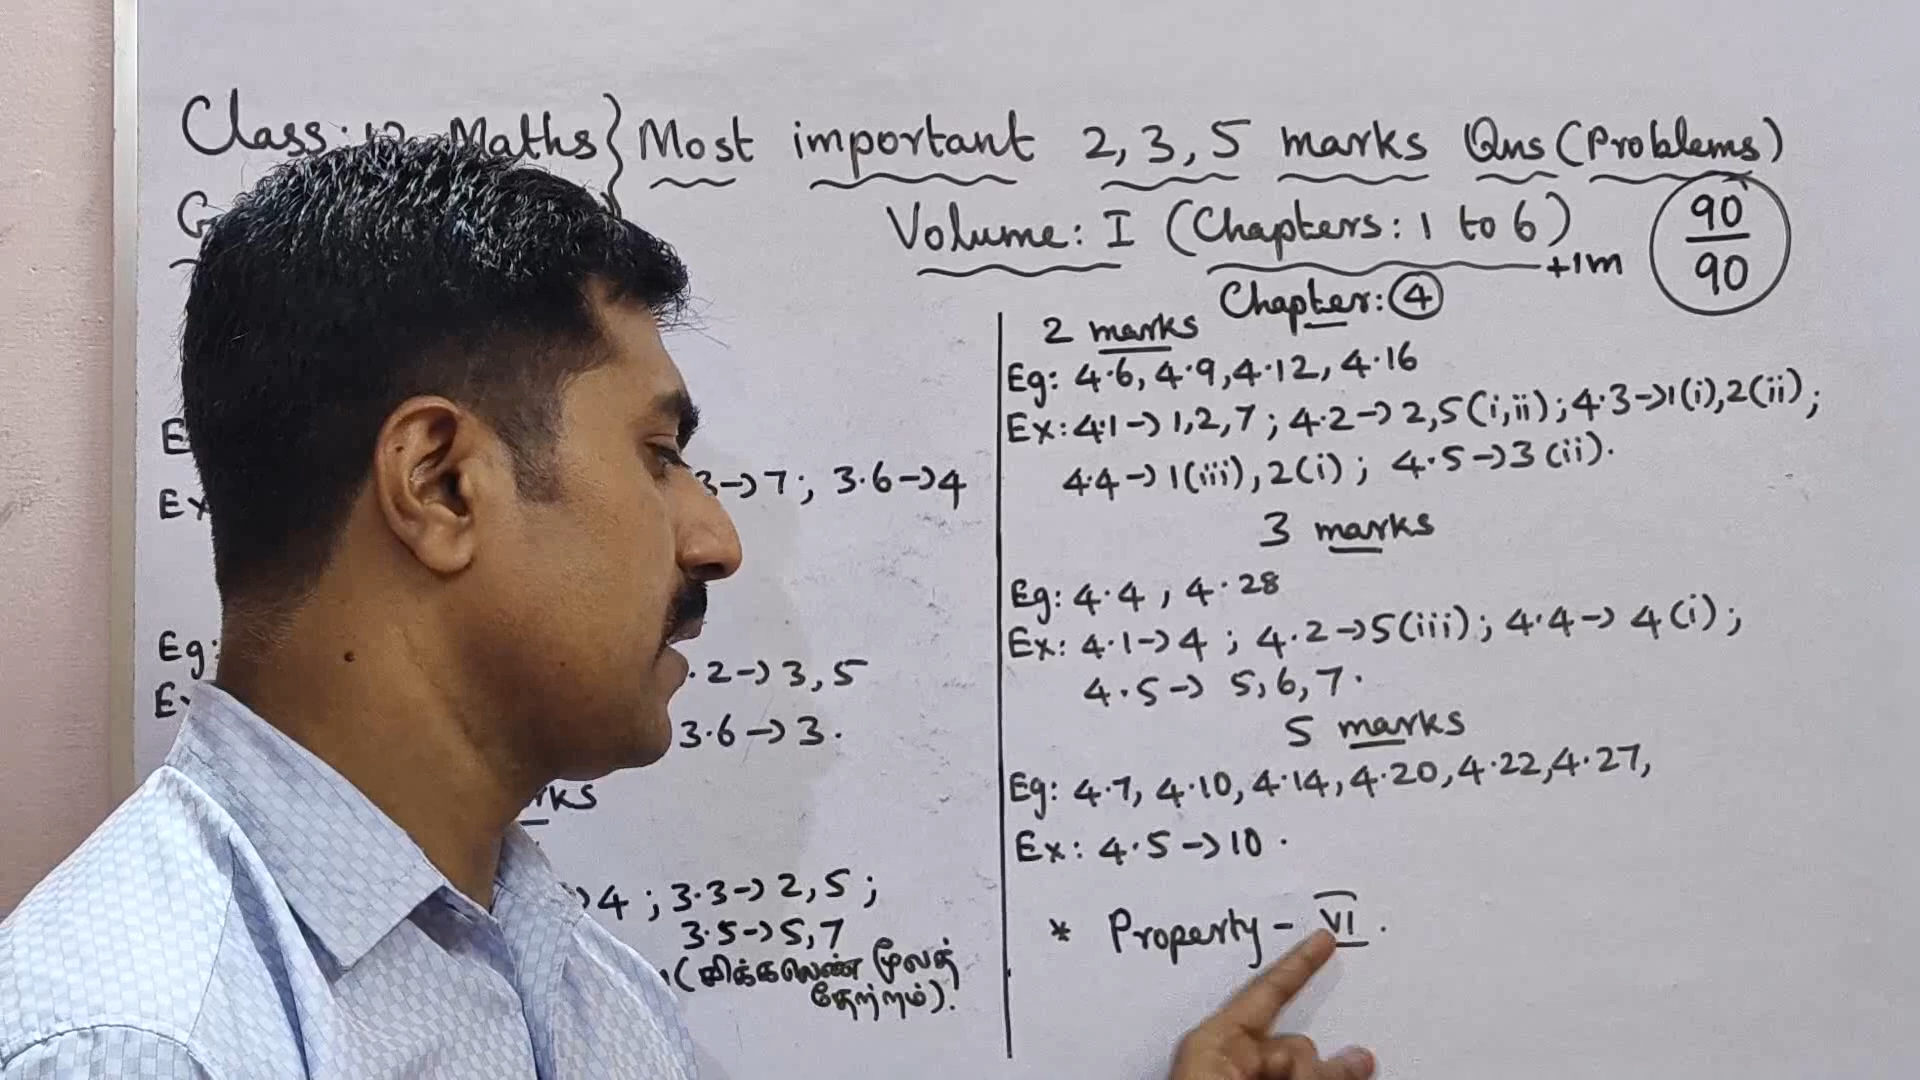 Class: 12 Maths } Most important 2, 3, 5 marks Qns (Problems)
Volume: I (Chapters: 1 to 6)
+1m
90
90
3→7; 3.6→4
.2→3, 5
3.6→3.
→4; 3.3→2, 5;
3.5→5, 7
மூலத்
தேற்றம்).
Chapter: 4
2 marks
Eg: 4.6, 4.9, 4.12, 4.16
Ex: 4.1→1, 2, 7; 4.2→2, 5(i, ii); 4.3→1(i), 2(ii);
4.4→1(iii), 2(i); 4.5→3(ii).
3 marks
Eg: 4.4, 4.28
Ex: 4.1→4; 4.2→5(iii); 4.4→4(i);
4.5→5, 6, 7.
5 marks
Eg: 4.7, 4.10, 4.14, 4.20, 4.22, 4.27,
Ex: 4.5→10.
* Property - VI.